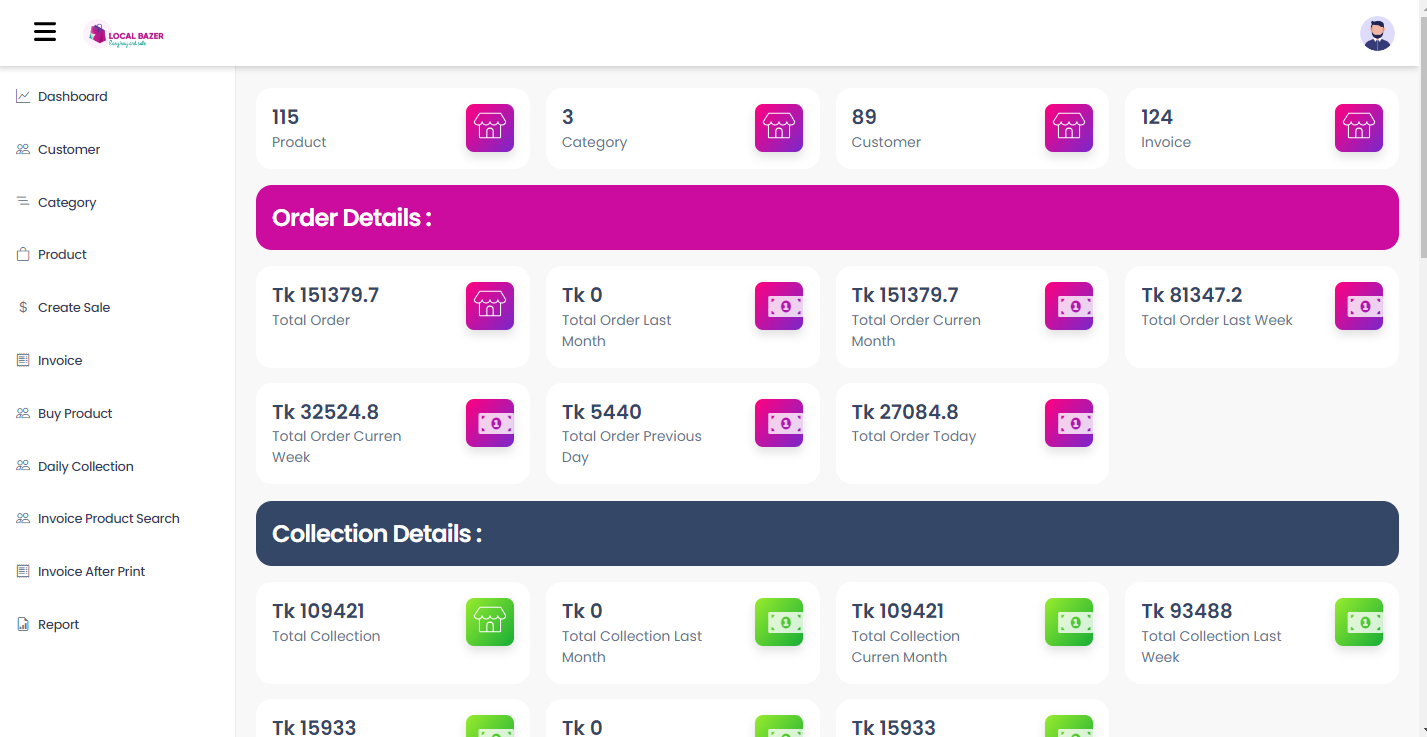 LOCAL BAZER
Easy buy and sale
Dashboard
Customer
Category
Product
Create Sale
Invoice
Buy Product
Daily Collection
Invoice Product Search
Invoice After Print
Report
115
Product
3
Category
89
Customer
124
Invoice
Order Details :
Tk 151379.7
Total Order
Tk 0
Total Order Last
Month
Tk 151379.7
Total Order Curren
Month
Tk 81347.2
Total Order Last Week
Tk 32524.8
Total Order Curren
Week
Tk 5440
Total Order Previous
Day
Tk 27084.8
Total Order Today
Collection Details :
Tk 109421
Total Collection
Tk 0
Total Collection Last
Month
Tk 109421
Total Collection
Curren Month
Tk 93488
Total Collection Last
Week
Tk 15933
Tk 0
Tk 15933